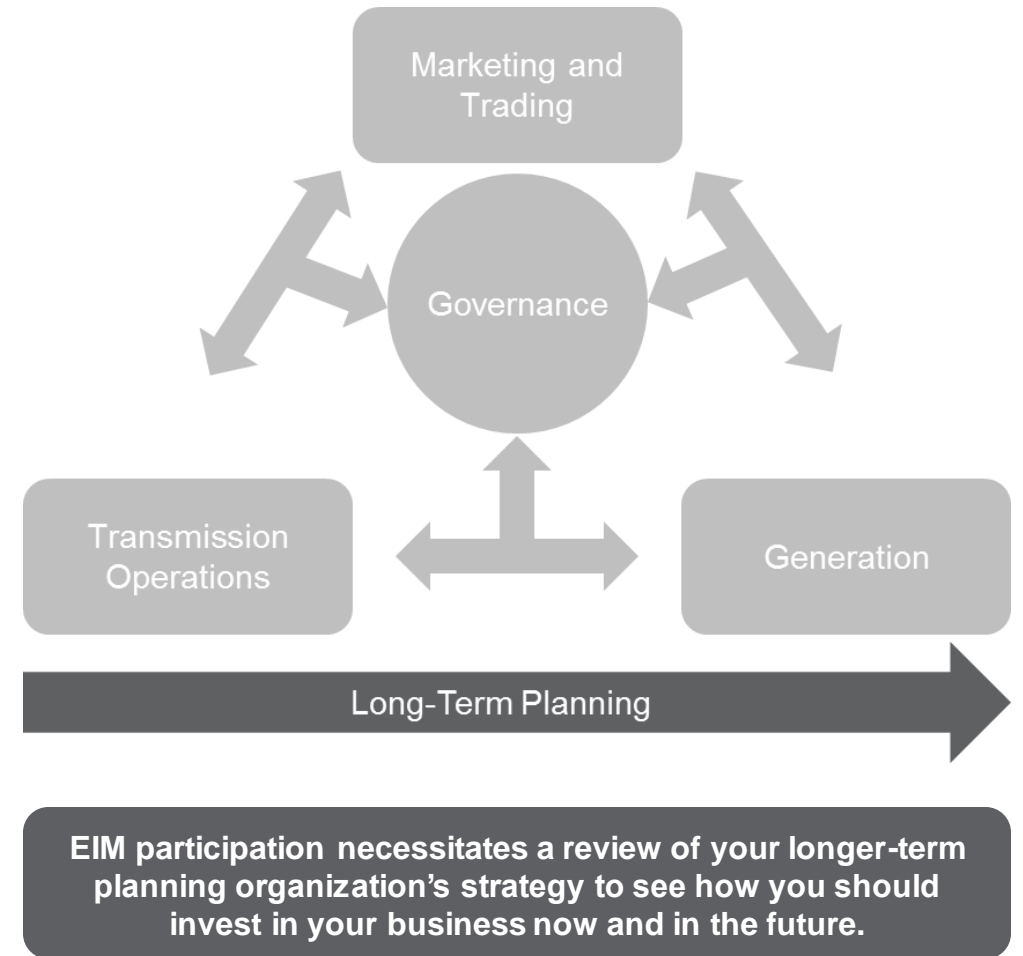 Marketing and
Trading
Governance
Transmission
Operations
Generation
Long-Term Planning
EIM participation necessitates a review of your longer-term
planning organization’s strategy to see how you should
invest in your business now and in the future.